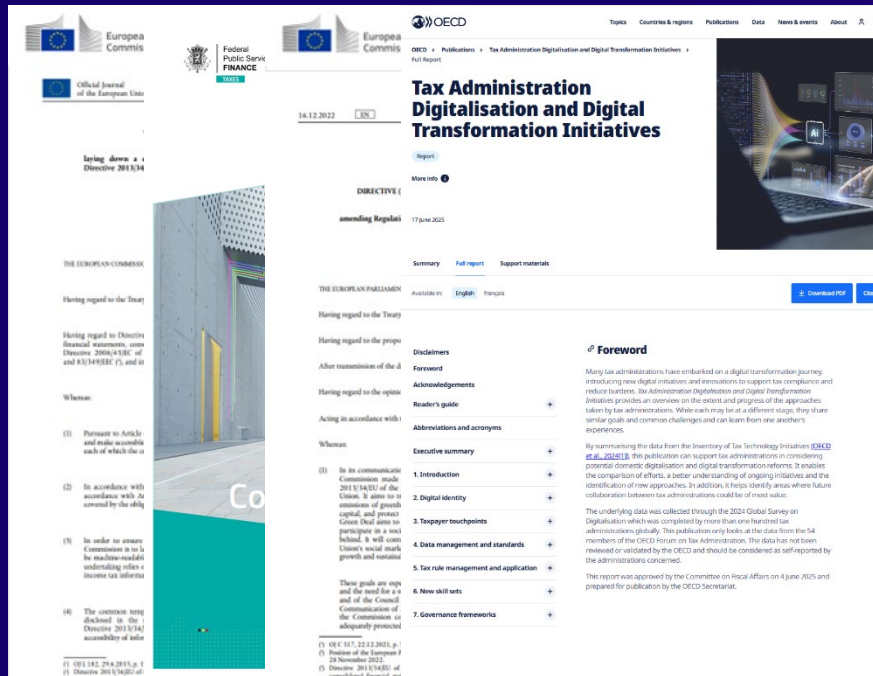 European
Commis
Official Journal
of the European Unio
laying down a
Directive 2013/34
THE EUROPEAN COMMISSIO
Having regard to the Treaty
Having regard to Directive
financial statements, cons
Directive 2006/43/EC of
and 83/349/EEC (¹), and in
Whereas:
(1) Pursuant to Article
and make accessible
each of which the co
(2) In accordance with
accordance with Ar
covered by the oblig
(3) In order to ensure
Commission is to la
be machine-readabl
undertaking relies o
income tax informa
(4) The common temp
disclosed in the
Directive 2013/34/
accessibility of infor
(¹) OJ L 182, 29.6.2013, p. 1
(²) Directive 2013/34/EU of
Federal
Public Servic
FINANCE
TAXES
Co
Europea
Commis
16.12.2022 EN
DIRECTIVE (
amending Regulati
THE EUROPEAN PARLIAMEN
Having regard to the Treaty
Having regard to the propo
After transmission of the d
Having regard to the opinio
Acting in accordance with t
Whereas:
(1) In its communicatio
Commission made
2013/34/EU of the
Union. It aims to tr
emissions of greenh
capital, and protect
Green Deal aims to
participate in a soci
behind. It will com
Union's social mark
growth and sustaina
These goals are exp
and the need for a w
and of the Council
Communication of
the Commission co
adequately protected
(¹) OJ C 517, 22.12.2021, p.
(²) Position of the European P
28 November 2022.
(³) Directive 2013/34/EU of
OECD
Topics Countries & regions Publications Data News & events About
OECD > Publications > Tax Administration Digitalisation and Digital Transformation Initiatives >
Full Report
Tax Administration
Digitalisation and Digital
Transformation Initiatives
Report
More info
17 June 2025
Ai
Summary Full report Support materials
Available in: English français
Download PDF Cite
Disclaimers
Foreword
Acknowledgements
Reader's guide +
Abbreviations and acronyms
Executive summary +
1. Introduction +
2. Digital identity +
3. Taxpayer touchpoints +
4. Data management and standards +
5. Tax rule management and application +
6. New skill sets +
7. Governance frameworks +
Foreword
Many tax administrations have embarked on a digital transformation journey,
introducing new digital initiatives and innovations to support tax compliance and
reduce burdens. Tax Administration Digitalisation and Digital Transformation
Initiatives provides an overview on the extent and progress of the approaches
taken by tax administrations. While each may be at a different stage, they share
similar goals and common challenges and can learn from one another's
experiences.
By summarising the data from the Inventory of Tax Technology Initiatives (OECD
et al., 2024[1]), this publication can support tax administrations in considering
potential domestic digitalisation and digital transformation reforms. It enables
the comparison of efforts, a better understanding of ongoing initiatives and the
identification of new approaches. In addition, it helps identify areas where future
collaboration between tax administrations could be of most value.
The underlying data was collected through the 2024 Global Survey on
Digitalisation which was completed by more than one hundred tax
administrations globally. This publication only looks at the data from the 54
members of the OECD Forum on Tax Administration. The data has not been
reviewed or validated by the OECD and should be considered as self-reported by
the administrations concerned.
This report was approved by the Committee on Fiscal Affairs on 4 June 2025 and
prepared for publication by the OECD Secretariat.